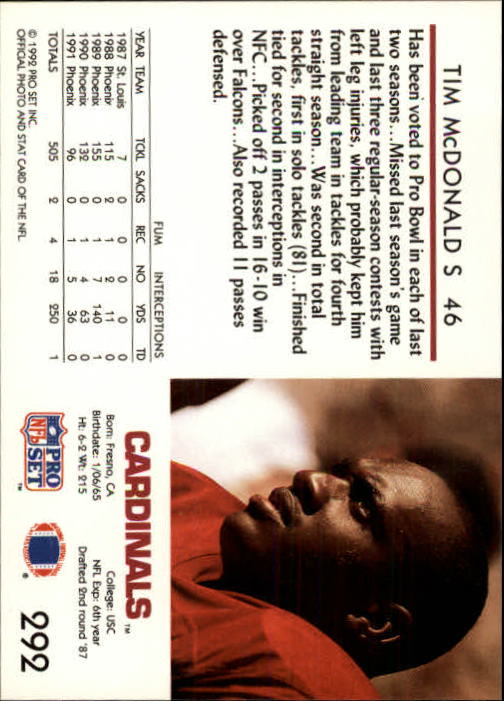 TIM McDONALD S 46
Has been voted to Pro Bowl in each of last
two seasons...Missed last season's game
and last three regular-season contests with
left leg injuries, which probably kept him
from leading team in tackles for fourth
straight season...Was second in total
tackles, first in solo tackles (81)...Finished
tied for second in interceptions in
NFC...Picked off 2 passes in 16-10 win
over Falcons...Also recorded 11 passes
defensed.
FUM INTERCEPTIONS
YEAR TEAM TCKL SACKS REC NO YDS TD
1987 St. Louis 7 0 0 0 0 0
1988 Phoenix 115 2 1 2 11 0
1989 Phoenix 155 0 1 7 140 1
1990 Phoenix 132 0 1 4 63 0
1991 Phoenix 96 0 1 5 36 0
TOTALS 505 2 4 18 250 1
© 1992 PRO SET INC.
OFFICIAL PHOTO AND STAT CARD OF THE NFL
CARDINALS™
Born: Fresno, CA College: USC
Birthdate: 1/06/65 NFL Exp: 6th year
Ht: 6-2 Wt: 215 Drafted 2nd round '87
NFL PRO SET ™
®
292